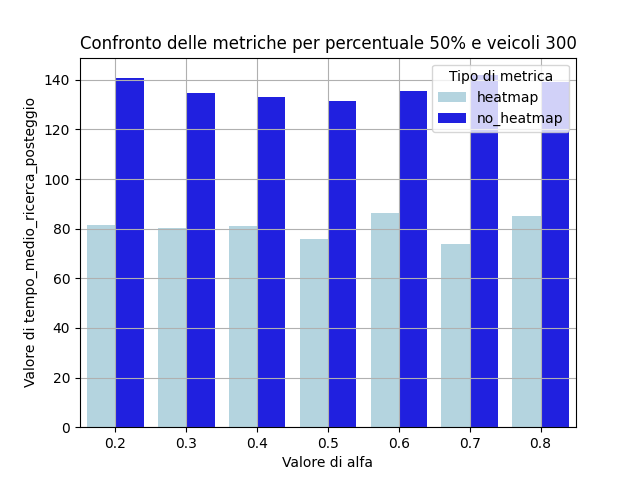 Confronto delle metriche per percentuale 50% e veicoli 300
Valore di tempo_medio_ricerca_posteggio
140
120
100
80
60
40
20
0
Tipo di metrica
heatmap
no_heatmap
0.2 0.3 0.4 0.5 0.6 0.7 0.8
Valore di alfa